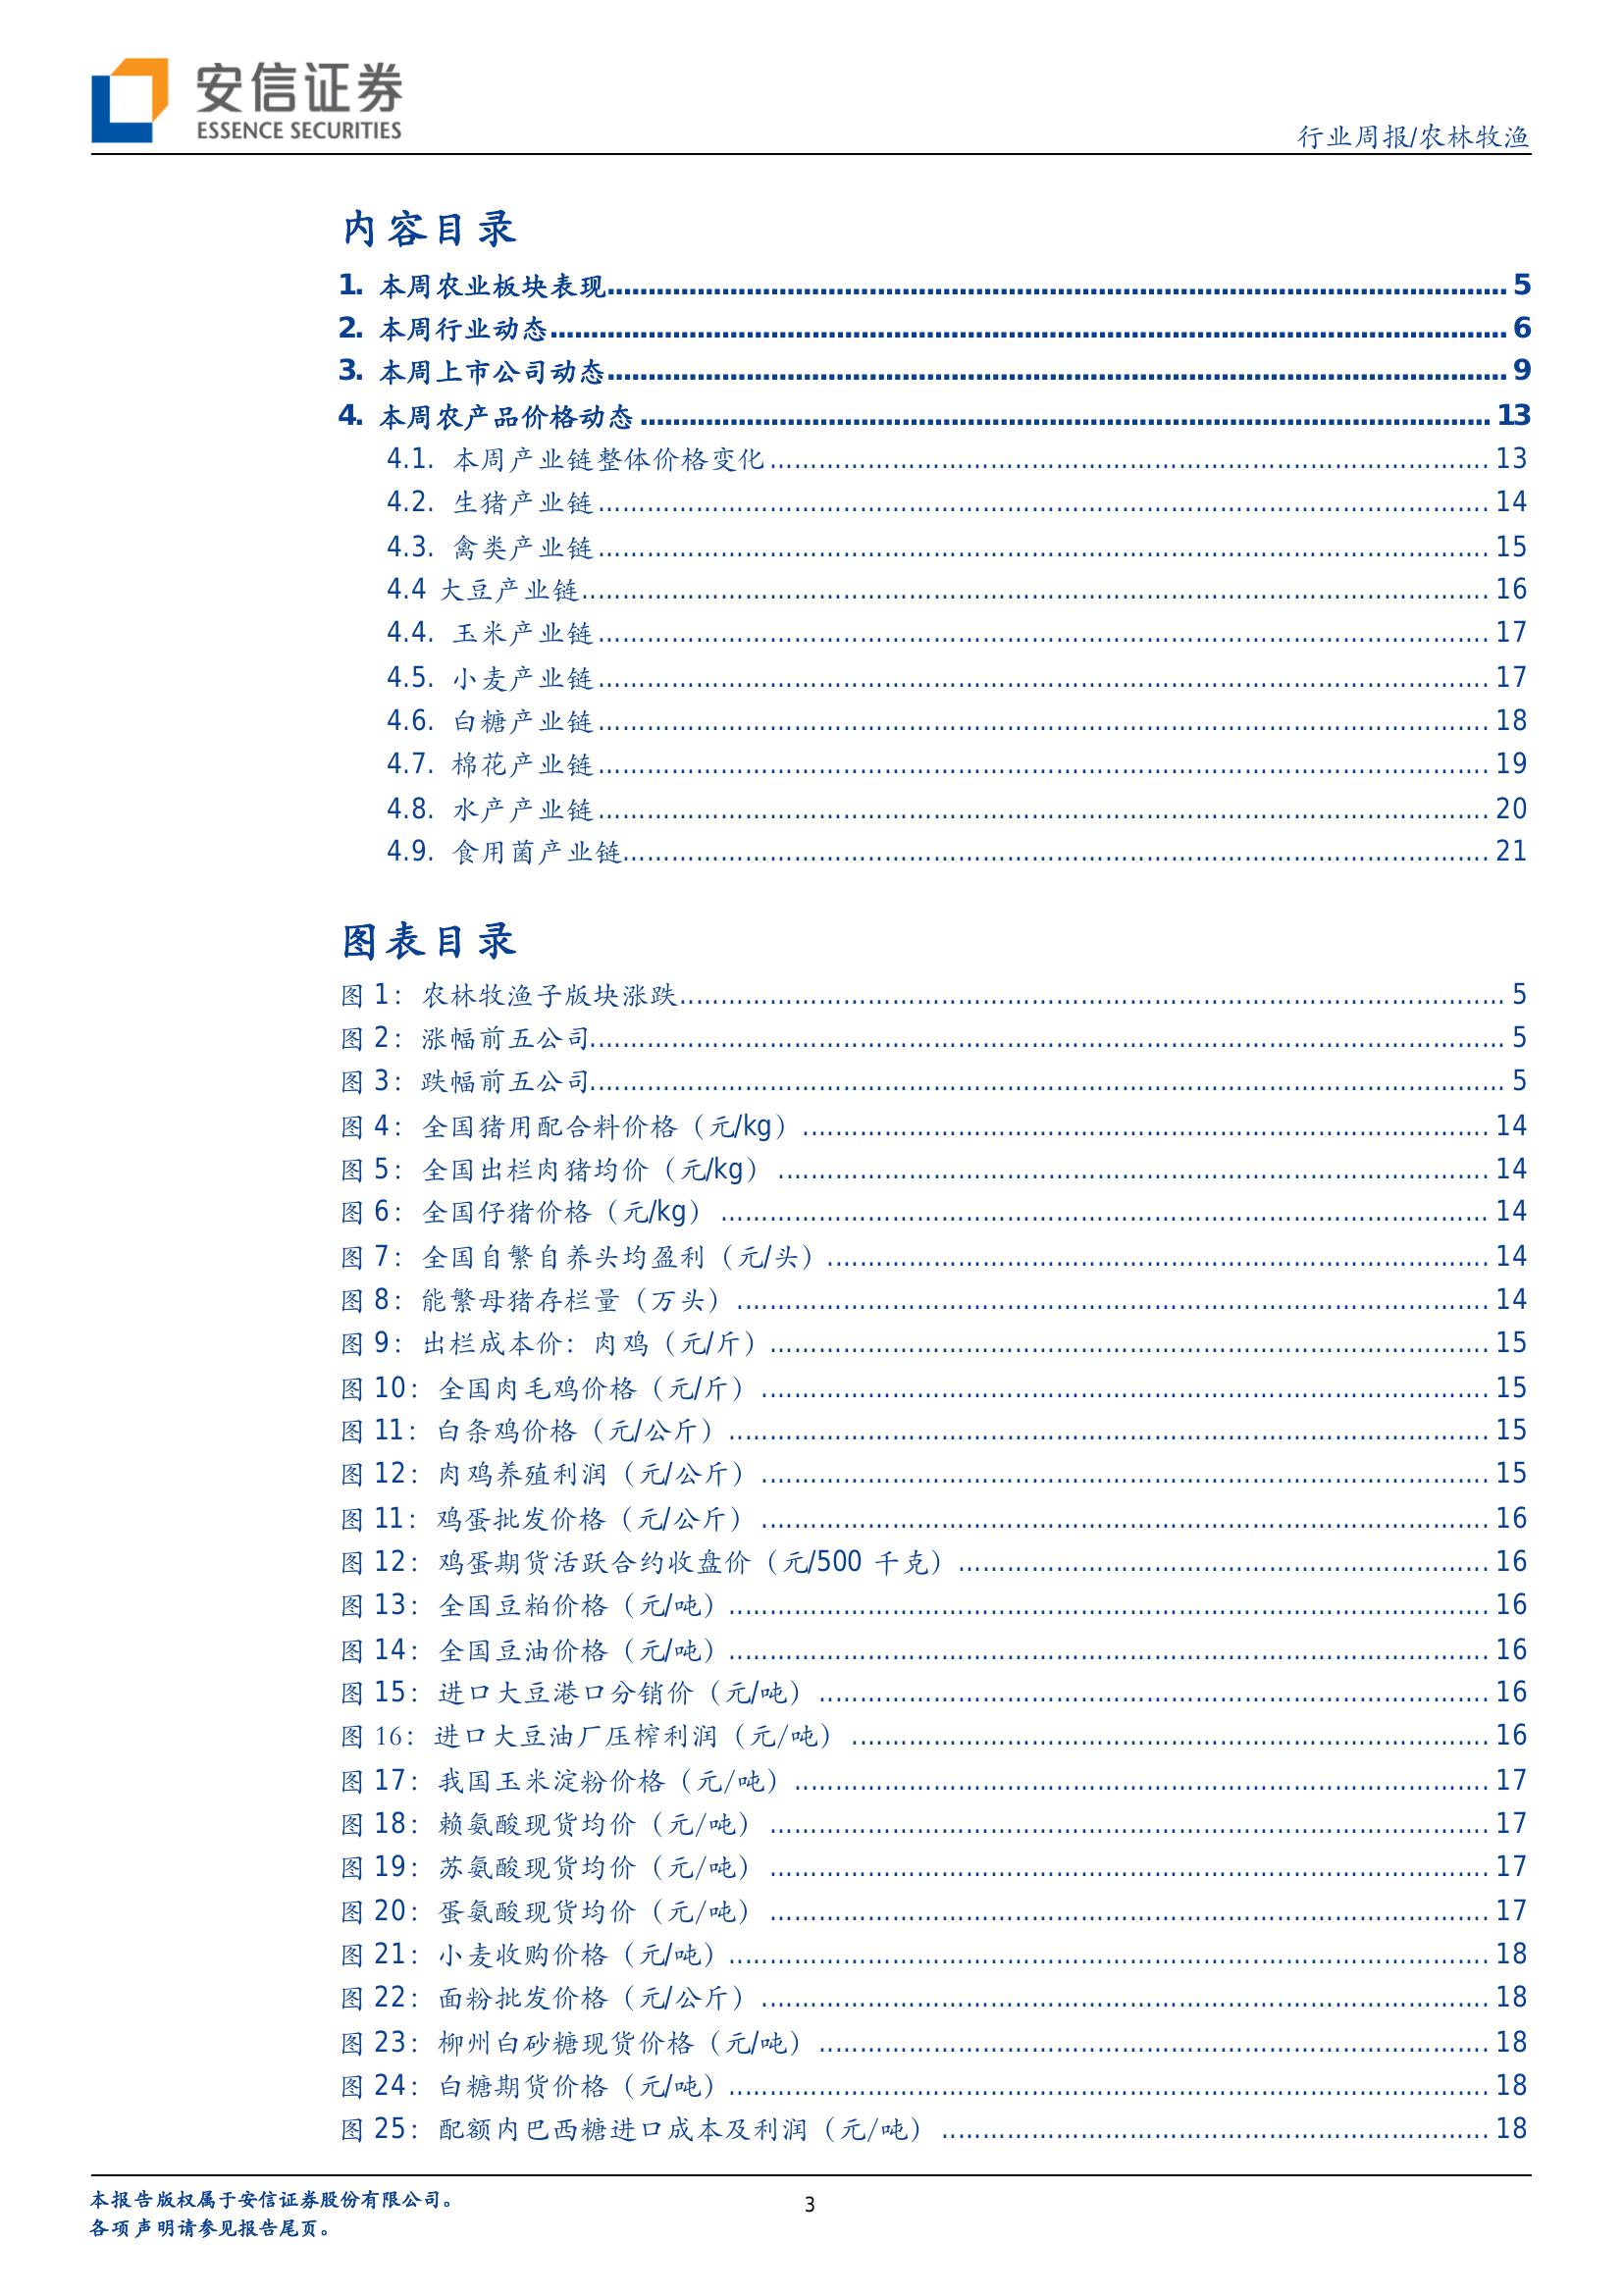 安信证券
ESSENCE SECURITIES
行业周报/农林牧渔
内容目录
1. 本周农业板块表现 5
2. 本周行业动态 6
3. 本周上市公司动态 9
4. 本周农产品价格动态 13
4.1. 本周产业链整体价格变化 13
4.2. 生猪产业链 14
4.3. 禽类产业链 15
4.4 大豆产业链 16
4.4. 玉米产业链 17
4.5. 小麦产业链 17
4.6. 白糖产业链 18
4.7. 棉花产业链 19
4.8. 水产产业链 20
4.9. 食用菌产业链 21
图表目录
图 1：农林牧渔子版块涨跌 5
图 2：涨幅前五公司 5
图 3：跌幅前五公司 5
图 4：全国猪用配合料价格（元/kg） 14
图 5：全国出栏肉猪均价（元/kg） 14
图 6：全国仔猪价格（元/kg） 14
图 7：全国自繁自养头均盈利（元/头） 14
图 8：能繁母猪存栏量（万头） 14
图 9：出栏成本价：肉鸡（元/斤） 15
图 10：全国肉毛鸡价格（元/斤） 15
图 11：白条鸡价格（元/公斤） 15
图 12：肉鸡养殖利润（元/公斤） 15
图 11：鸡蛋批发价格（元/公斤） 16
图 12：鸡蛋期货活跃合约收盘价（元/500 千克） 16
图 13：全国豆粕价格（元/吨） 16
图 14：全国豆油价格（元/吨） 16
图 15：进口大豆港口分销价（元/吨） 16
图 16：进口大豆油厂压榨利润（元/吨） 16
图 17：我国玉米淀粉价格（元/吨） 17
图 18：赖氨酸现货均价（元/吨） 17
图 19：苏氨酸现货均价（元/吨） 17
图 20：蛋氨酸现货均价（元/吨） 17
图 21：小麦收购价格（元/吨） 18
图 22：面粉批发价格（元/公斤） 18
图 23：柳州白砂糖现货价格（元/吨） 18
图 24：白糖期货价格（元/吨） 18
图 25：配额内巴西糖进口成本及利润（元/吨） 18
本报告版权属于安信证券股份有限公司。
各项声明请参见报告尾页。
3